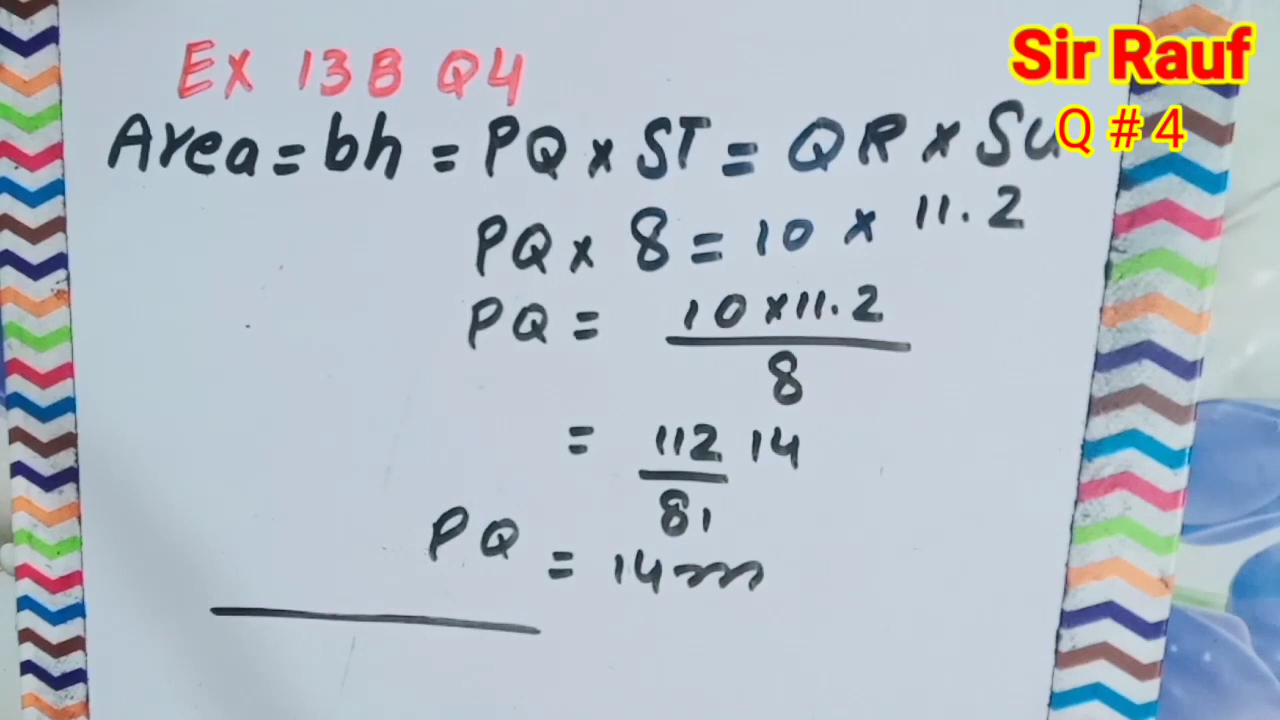 Ex 13B Q4
Sir Rauf
Q # 4
Area = bh = PQ × ST = QR × SU
PQ × 8 = 10 × 11.2
PQ = 10 × 11.2
8
= 112 14
8 1
PQ = 14m